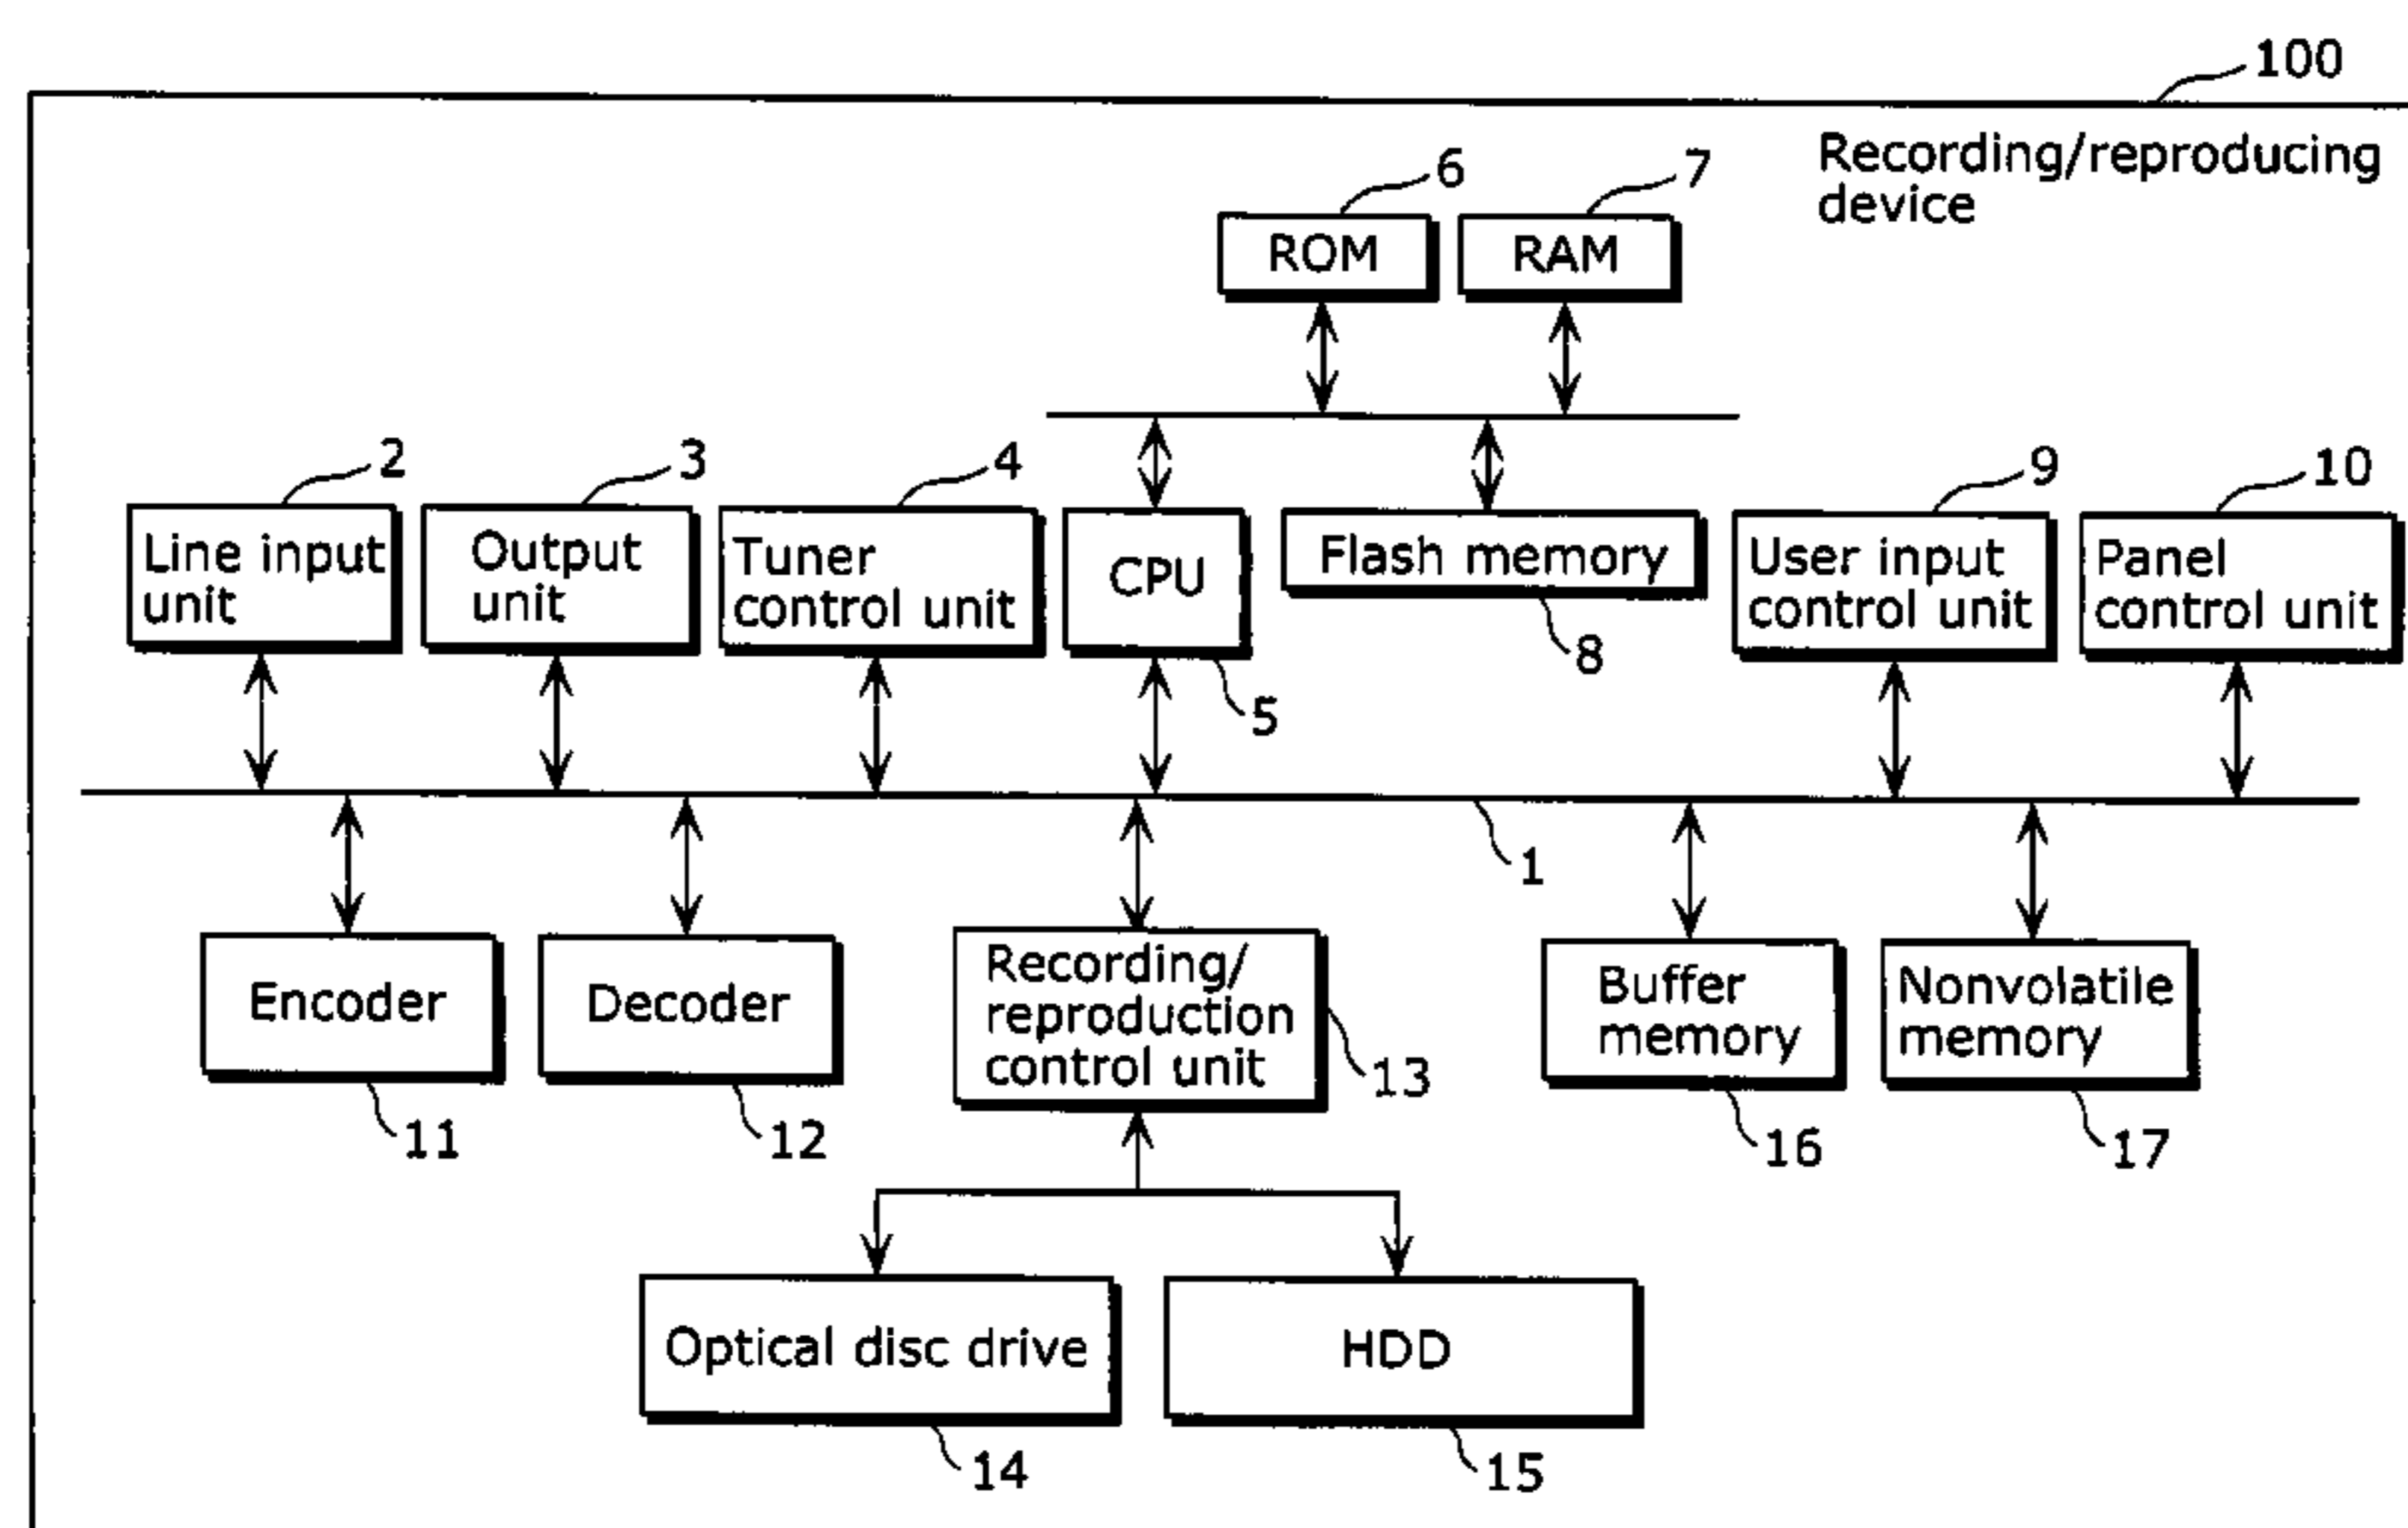 100
Recording/reproducing
device
6
7
ROM
RAM
2
3
4
9
10
Line input
unit
Output
unit
Tuner
control unit
CPU
Flash memory
User input
control unit
Panel
control unit
8
5
1
Encoder
Decoder
Recording/
reproduction
control unit
Buffer
memory
Nonvolatile
memory
11
12
13
16
17
Optical disc drive
HDD
14
15